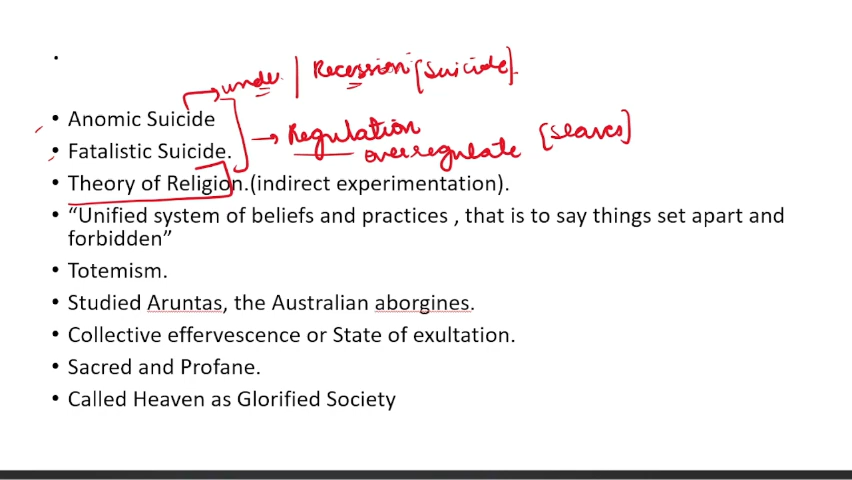 under | Recession [Suicide].
• Anomic Suicide
Regulation
• Fatalistic Suicide.
overregulate [slaves]
• Theory of Religion.(indirect experimentation).
• “Unified system of beliefs and practices , that is to say things set apart and
forbidden”
• Totemism.
• Studied Aruntas, the Australian aborgines.
• Collective effervescence or State of exultation.
• Sacred and Profane.
• Called Heaven as Glorified Society